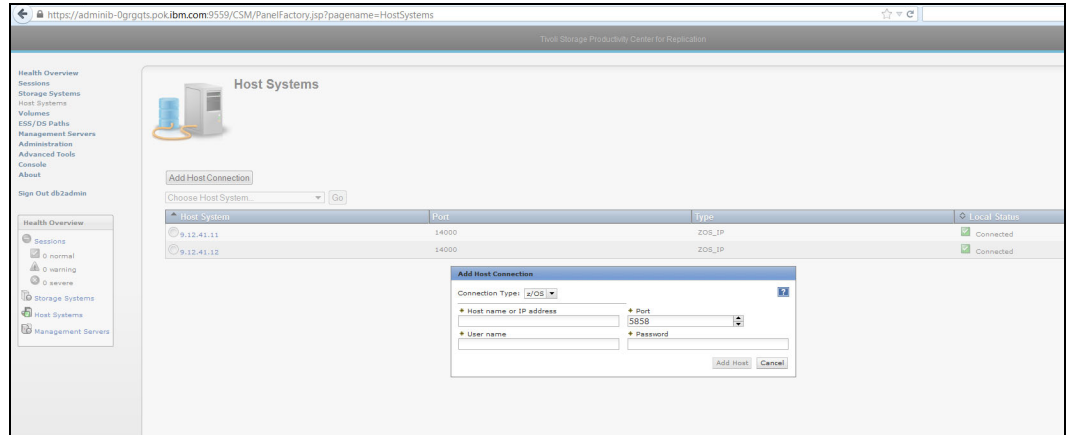 https://adminib-0grgqts.pok.ibm.com:9559/CSM/PanelFactory.jsp?pagename=HostSystems
Tivoli Storage Productivity Center for Replication
Health Overview
Sessions
Storage Systems
Host Systems
Volumes
ESS/DS Paths
Management Servers
Administration
Advanced Tools
Console
About
Sign Out db2admin
Health Overview
Sessions
0 normal
0 warning
0 severe
Storage Systems
Host Systems
Management Servers
Host Systems
Add Host Connection
Choose Host System... Go
Host System Port Type Local Status
9.12.41.11 14000 ZOS_IP Connected
9.12.41.12 14000 ZOS_IP Connected
Add Host Connection
Connection Type: z/OS ?
Host name or IP address Port
5858
User name Password
Add Host Cancel